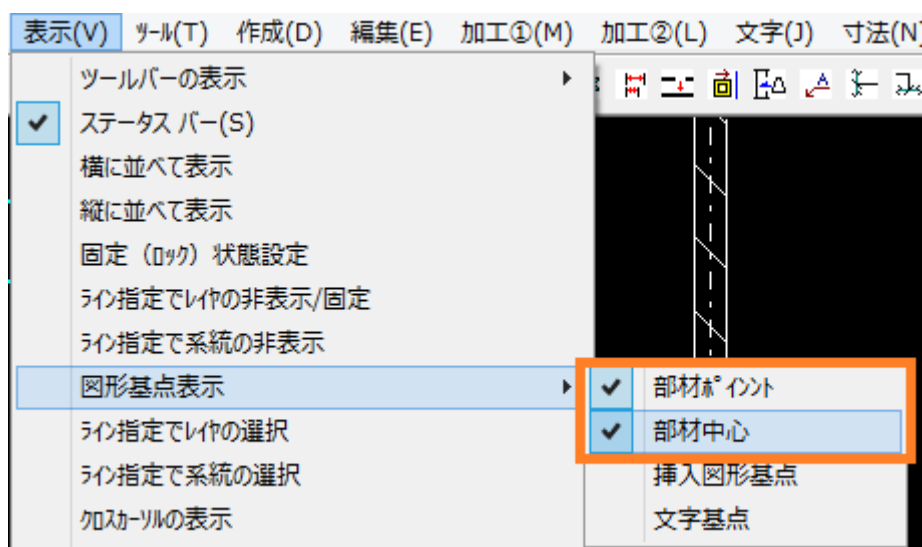 表示(V) ﾂｰﾙ(T) 作成(D) 編集(E) 加工①(M) 加工②(L) 文字(J) 寸法(N)
ツールバーの表示
ステータス バー(S)
横に並べて表示
縦に並べて表示
固定（ﾛｯｸ）状態設定
ﾗｲﾝ指定でﾚｲﾔの非表示/固定
ﾗｲﾝ指定で系統の非表示
図形基点表示
ﾗｲﾝ指定でﾚｲﾔの選択
ﾗｲﾝ指定で系統の選択
ｸﾛｽｶｰｿﾙの表示
部材ﾎﾟｲﾝﾝﾄ
部材中心
挿入図形基点
文字基点